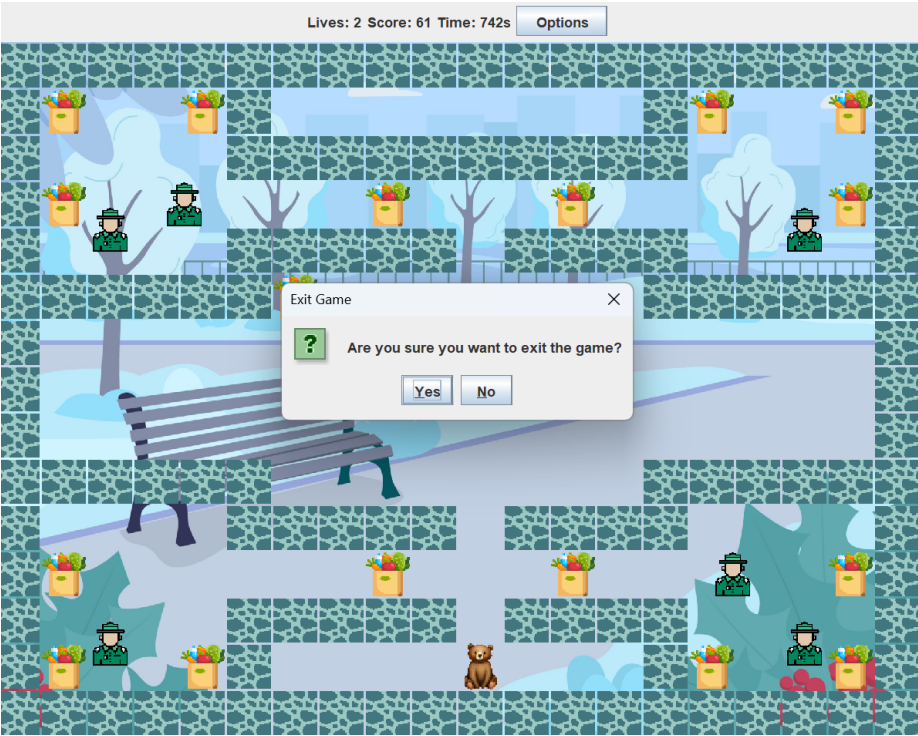 Lives: 2 Score: 61 Time: 742s Options
Exit Game
?
Are you sure you want to exit the game?
Yes No